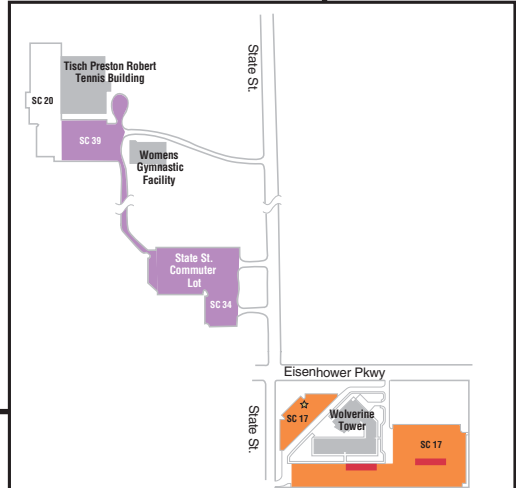 State St.
Tisch Preston Robert
Tennis Building
SC 20
SC 39
Womens
Gymnastic
Facility
State St.
Commuter
Lot
SC 34
Eisenhower Pkwy
State St.
SC 17
Wolverine
Tower
SC 17